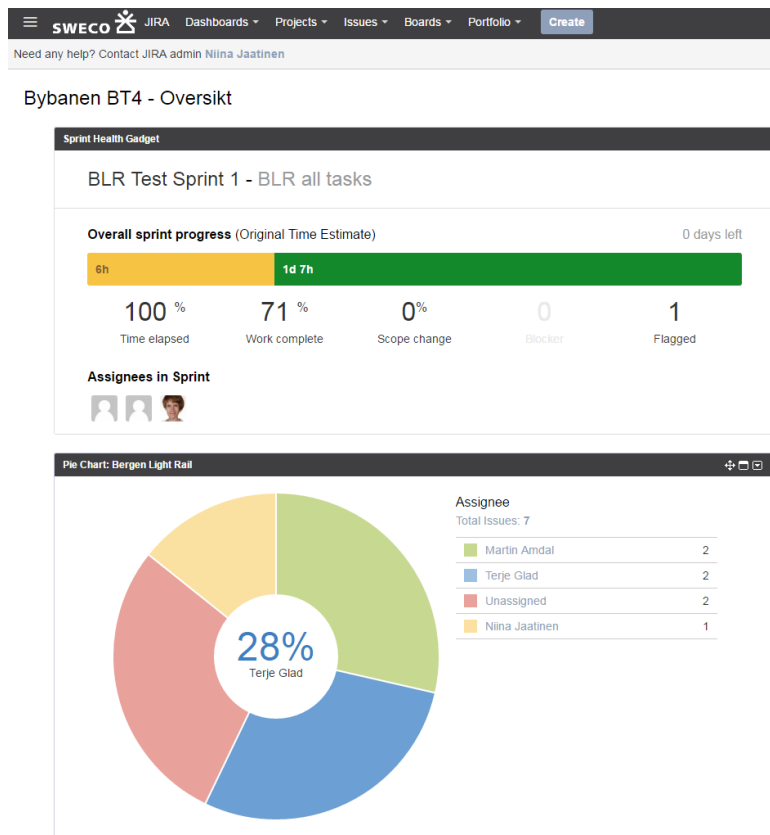 SWECO JIRA Dashboards Projects Issues Boards Portfolio Create
Need any help? Contact JIRA admin Niina Jaatinen
Bybanen BT4 - Oversikt
Sprint Health Gadget
BLR Test Sprint 1 - BLR all tasks
Overall sprint progress (Original Time Estimate) 0 days left
6h 1d 7h
100 % 71 % 0% 0 1
Time elapsed Work complete Scope change Blocker Flagged
Assignees in Sprint
Pie Chart: Bergen Light Rail
Assignee
Total Issues: 7
Martin Amdal 2
Terje Glad 2
Unassigned 2
Niina Jaatinen 1
28%
Terje Glad